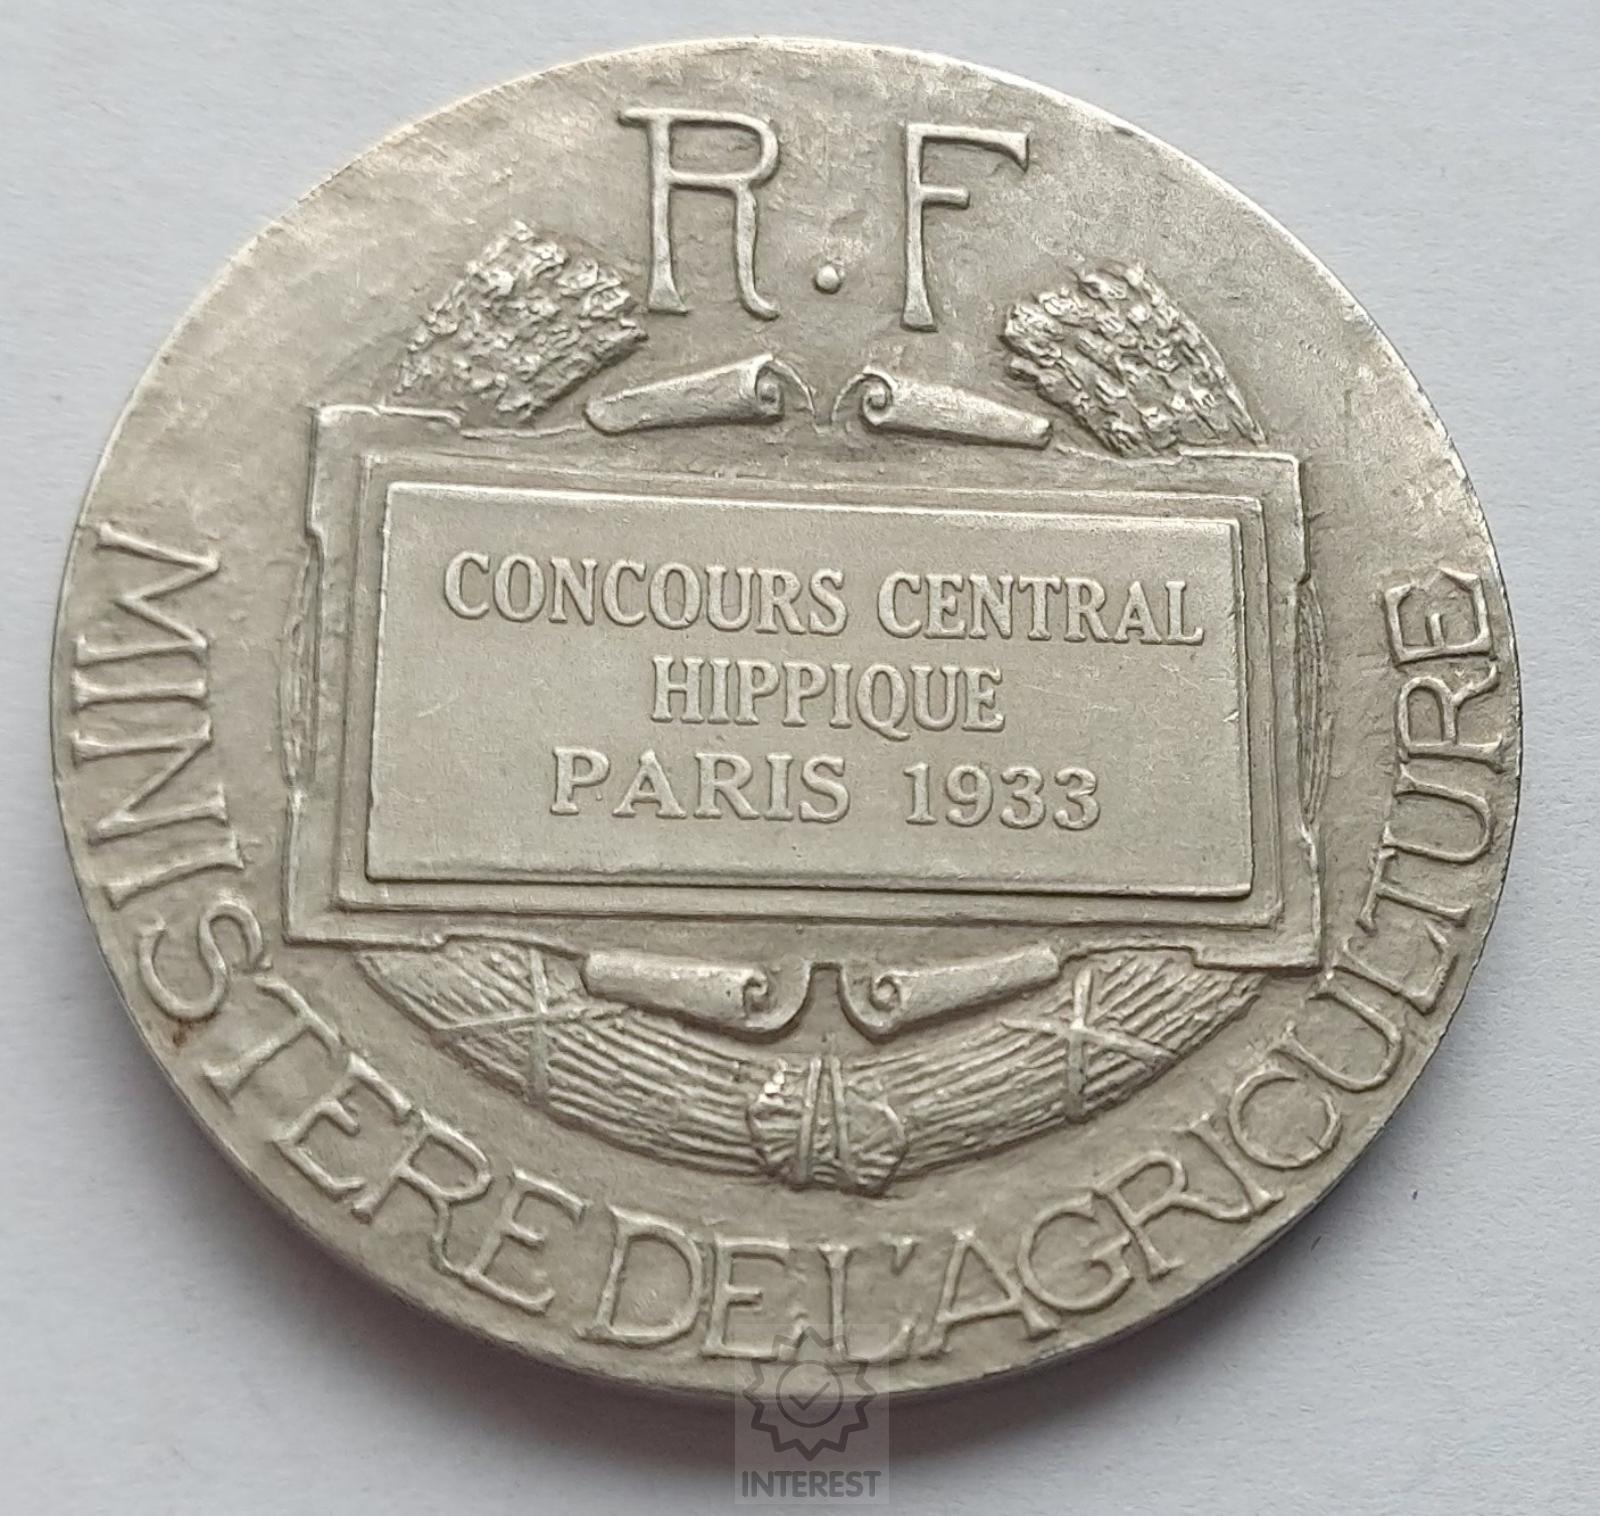 R.F
CONCOURS CENTRAL
HIPPIQUE
PARIS 1933
MINISTERE DE L'AGRICULTURE
INTEREST